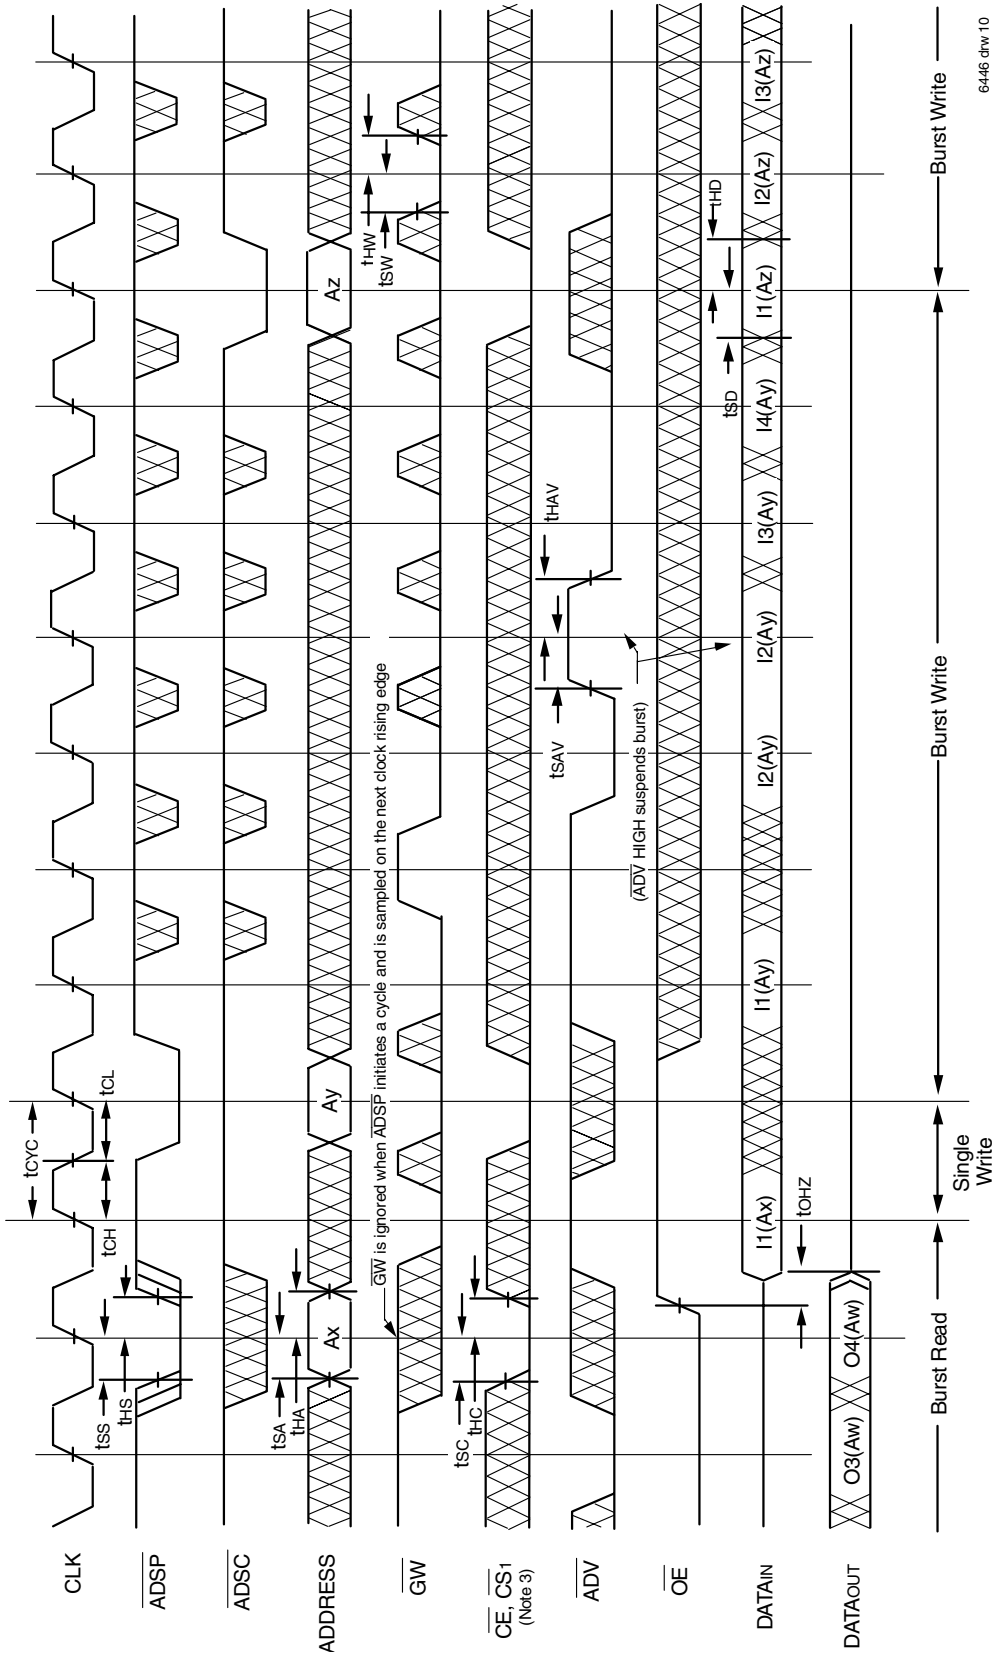 CLK
tCYC
tCH
tCL
ADSP
tSS
tHS
ADSC
ADDRESS
tSA
tHA
Ax
Ay
Az
GW
GW is ignored when ADSP initiates a cycle and is sampled on the next clock rising edge
tHW
tSW
CE, CS1
(Note 3)
tSC
tHC
ADV
tSAV
tHAV
(ADV HIGH suspends burst)
OE
DATAIN
I1(Ax)
I1(Ay)
I2(Ay)
I2(Ay)
I3(Ay)
I4(Ay)
I1(Az)
I2(Az)
I3(Az)
tSD
tHD
tOHZ
DATAOUT
O3(Aw)
O4(Aw)
Burst Read
Single
Write
Burst Write
Burst Write
6446 drw 10